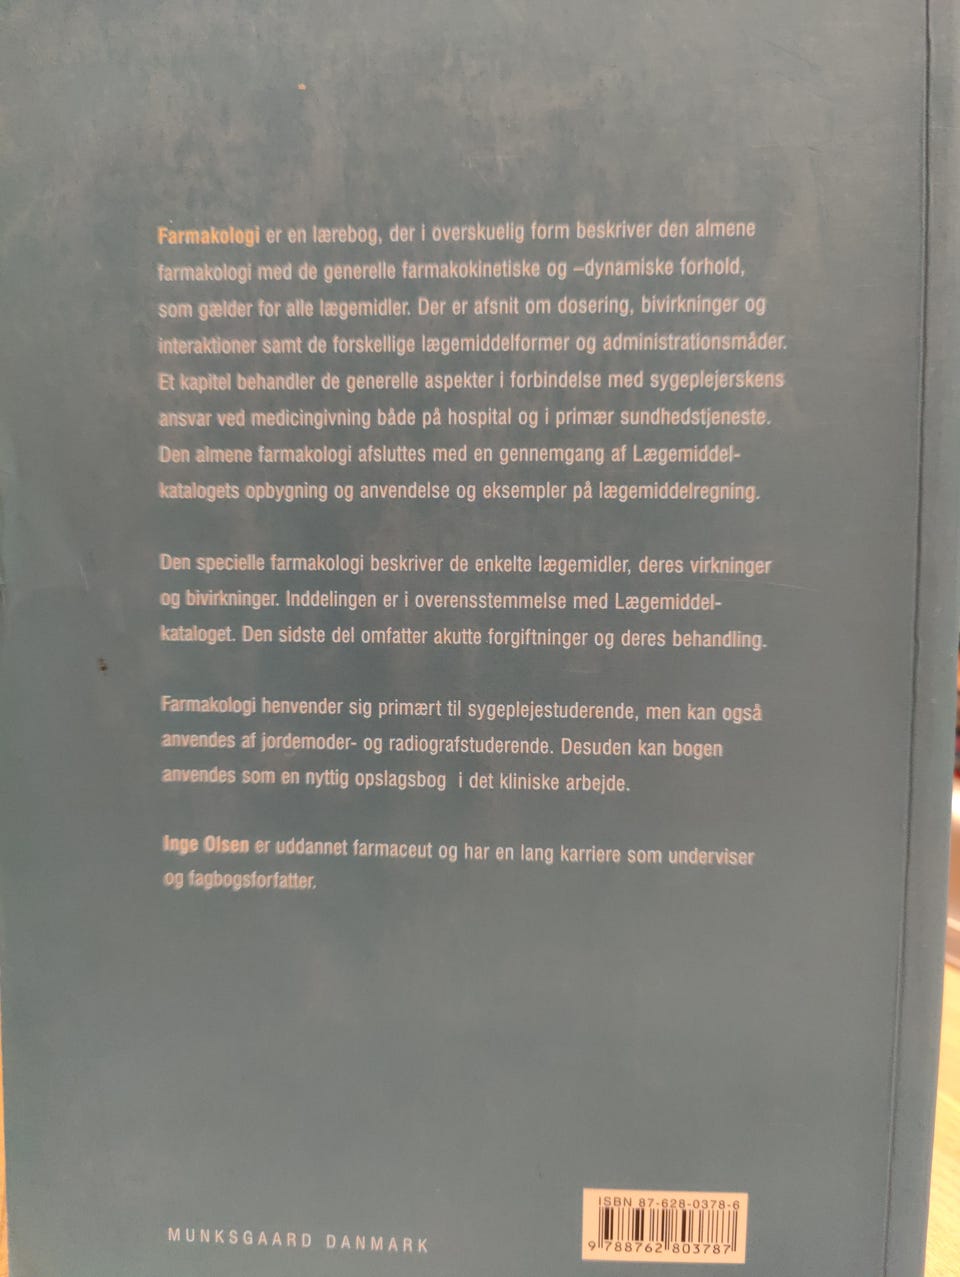 Farmakologi er en lærebog, der i overskuelig form beskriver den almene
farmakologi med de generelle farmakokinetiske og –dynamiske forhold,
som gælder for alle lægemidler. Der er afsnit om dosering, bivirkninger og
interaktioner samt de forskellige lægemiddelformer og administrationsmåder.
Et kapitel behandler de generelle aspekter i forbindelse med sygeplejerskens
ansvar ved medicingivning både på hospital og i primær sundhedstjeneste.
Den almene farmakologi afsluttes med en gennemgang af Lægemiddel-
katalogets opbygning og anvendelse og eksempler på lægemiddelregning.
Den specielle farmakologi beskriver de enkelte lægemidler, deres virkninger
og bivirkninger. Inddelingen er i overensstemmelse med Lægemiddel-
kataloget. Den sidste del omfatter akutte forgiftninger og deres behandling.
Farmakologi henvender sig primært til sygeplejestuderende, men kan også
anvendes af jordemoder- og radiografstuderende. Desuden kan bogen
anvendes som en nyttig opslagsbog i det kliniske arbejde.
Inge Olsen er uddannet farmaceut og har en lang karriere som underviser
og fagbogsforfatter.
MUNKSGAARD DANMARK
ISBN 87-628-0378-6
9 788762 803787